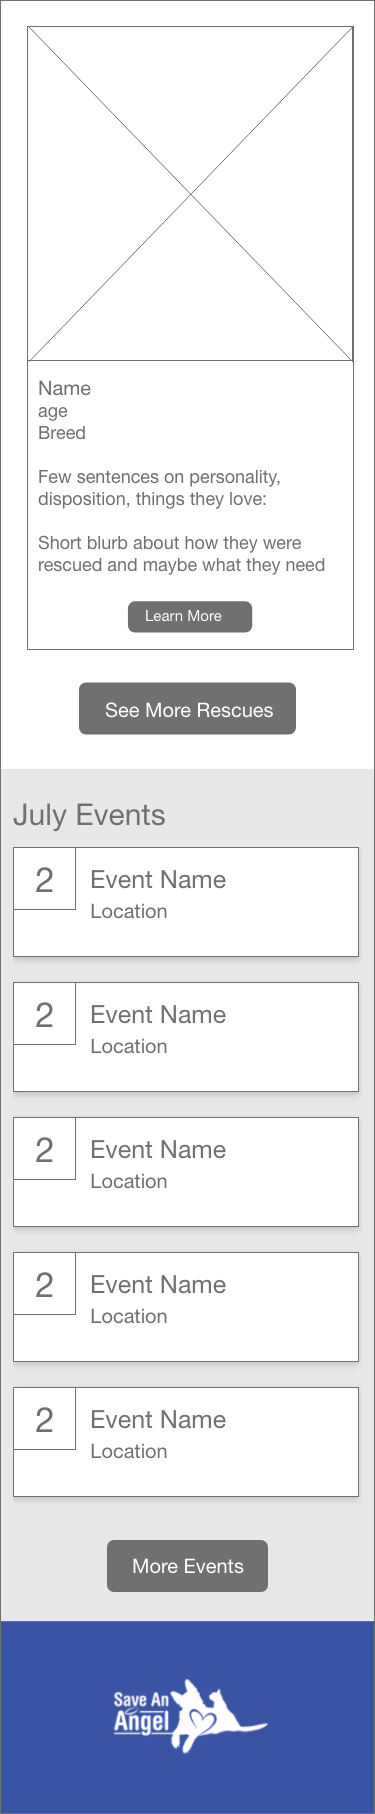 Name
age
Breed
Few sentences on personality,
disposition, things they love:
Short blurb about how they were
rescued and maybe what they need
Learn More
See More Rescues
July Events
2
Event Name
Location
2
Event Name
Location
2
Event Name
Location
2
Event Name
Location
2
Event Name
Location
More Events
Save An
Angel